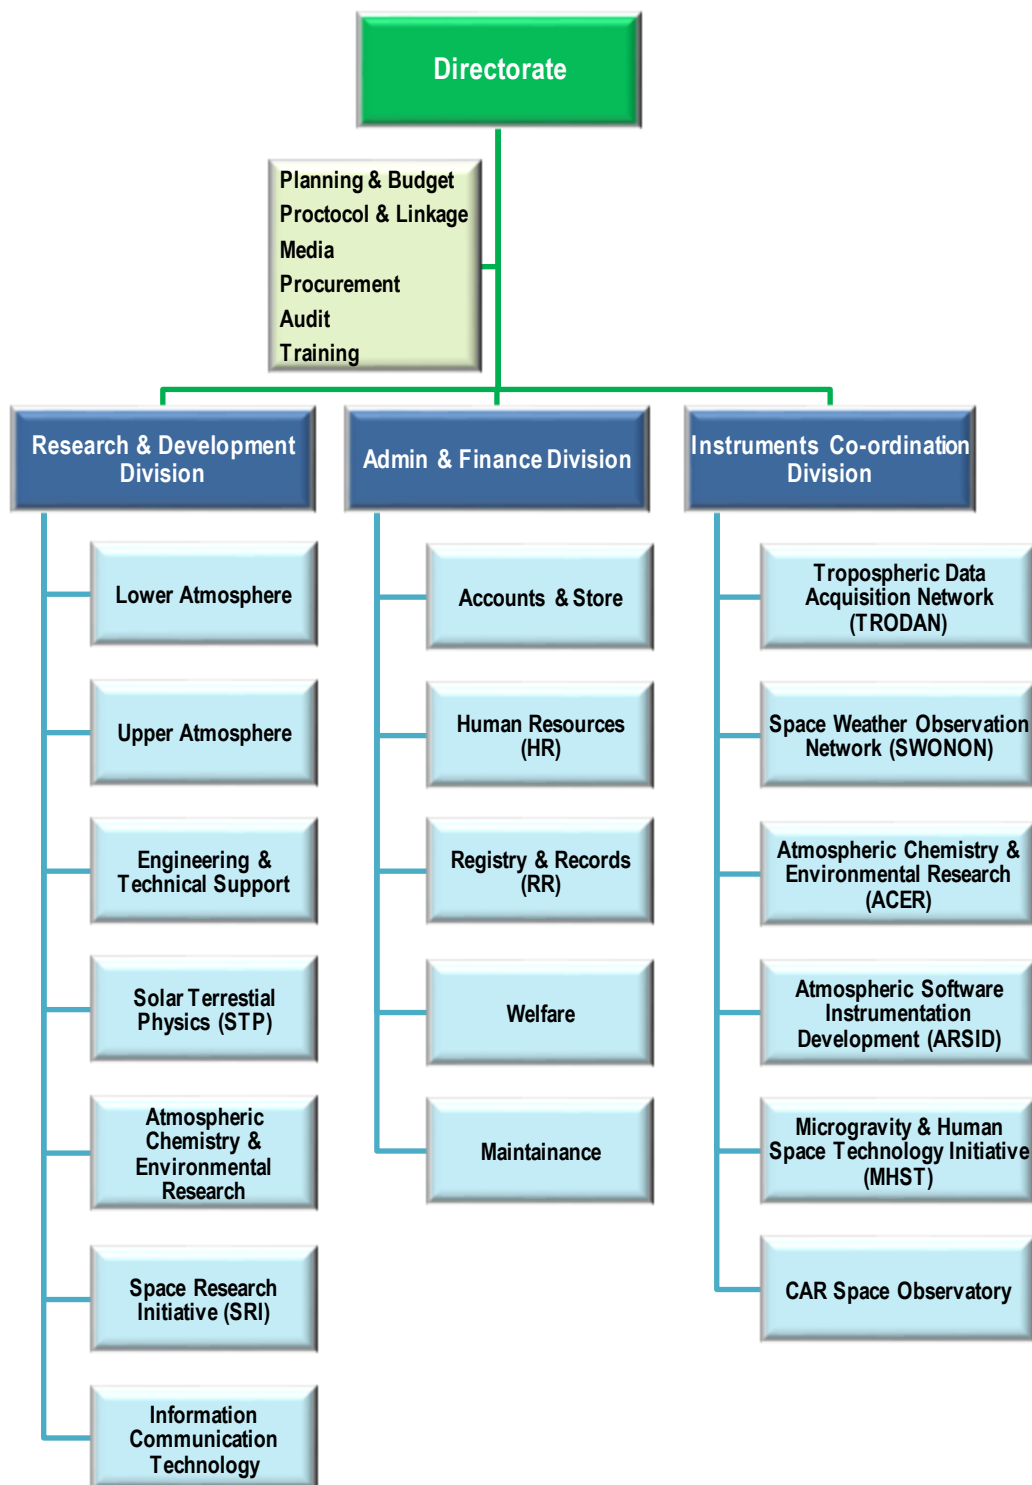 Directorate
Planning & Budget
Proctocol & Linkage
Media
Procurement
Audit
Training
Research & Development
Division
Lower Atmosphere
Upper Atmosphere
Engineering &
Technical Support
Solar Terrestial
Physics (STP)
Atmospheric
Chemistry &
Environmental
Research
Space Research
Initiative (SRI)
Information
Communication
Technology
Admin & Finance Division
Accounts & Store
Human Resources
(HR)
Registry & Records
(RR)
Welfare
Maintainance
Instruments Co-ordination
Division
Tropospheric Data
Acquisition Network
(TRODAN)
Space Weather Observation
Network (SWONON)
Atmospheric Chemistry &
Environmental Research
(ACER)
Atmospheric Software
Instrumentation
Development (ARSID)
Microgravity & Human
Space Technology Initiative
(MHST)
CAR Space Observatory